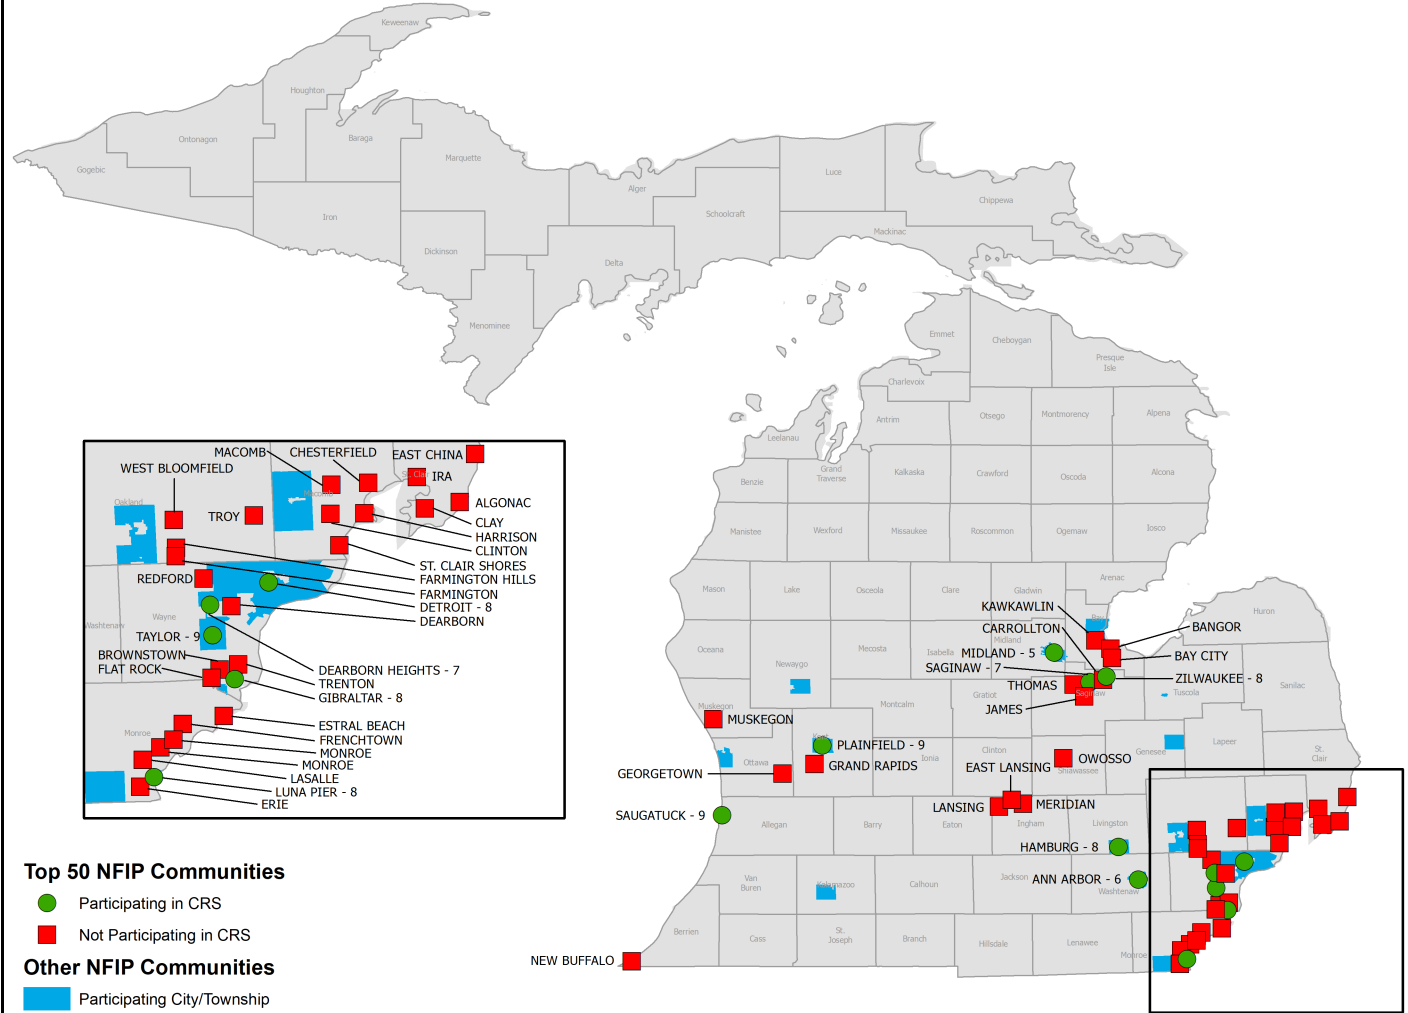 Keweenaw
Houghton
Ontonagon
Baraga
Gogebic
Marquette
Iron
Alger
Luce
Schoolcraft
Chippewa
Mackinac
Dickinson
Delta
Menominee
Emmet
Cheboygan
Presque
Isle
Charlevoix
Antrim
Otsego
Montmorency
Alpena
Leelanau
Grand
Traverse
Kalkaska
Crawford
Oscoda
Alcona
Benzie
Manistee
Wexford
Missaukee
Roscommon
Ogemaw
Iosco
Arenac
Mason
Lake
Osceola
Clare
Gladwin
Huron
KAWKAWLIN
Bay
CARROLLTON
BANGOR
Oceana
Newaygo
Mecosta
Isabella
Midland
MIDLAND - 5
BAY CITY
SAGINAW - 7
ZILWAUKEE - 8
THOMAS
Saginaw
Tuscola
Sanilac
JAMES
Gratiot
Montcalm
Muskegon
MUSKEGON
Kent
PLAINFIELD - 9
GRAND RAPIDS
Ionia
Ottawa
GEORGETOWN
Clinton
EAST LANSING
OWOSSO
Shiawassee
Genesee
Lapeer
St.
Clair
SAUGATUCK - 9
Allegan
Barry
Eaton
LANSING
MERIDIAN
Ingham
Livingston
HAMBURG - 8
Van
Buren
Kalamazoo
Calhoun
Jackson
ANN ARBOR - 6
Washtenaw
Berrien
Cass
St.
Joseph
Branch
Hillsdale
Lenawee
Monroe
NEW BUFFALO
MACOMB
CHESTERFIELD
EAST CHINA
WEST BLOOMFIELD
St. Clair
IRA
Oakland
Macomb
ALGONAC
TROY
CLAY
HARRISON
CLINTON
ST. CLAIR SHORES
FARMINGTON HILLS
REDFORD
FARMINGTON
DETROIT - 8
DEARBORN
Wayne
Washtenaw
TAYLOR - 9
BROWNSTOWN
FLAT ROCK
DEARBORN HEIGHTS - 7
TRENTON
GIBRALTAR - 8
ESTRAL BEACH
FRENCHTOWN
Monroe
MONROE
MONROE
LASALLE
LUNA PIER - 8
ERIE
Top 50 NFIP Communities
Participating in CRS
Not Participating in CRS
Other NFIP Communities
Participating City/Township